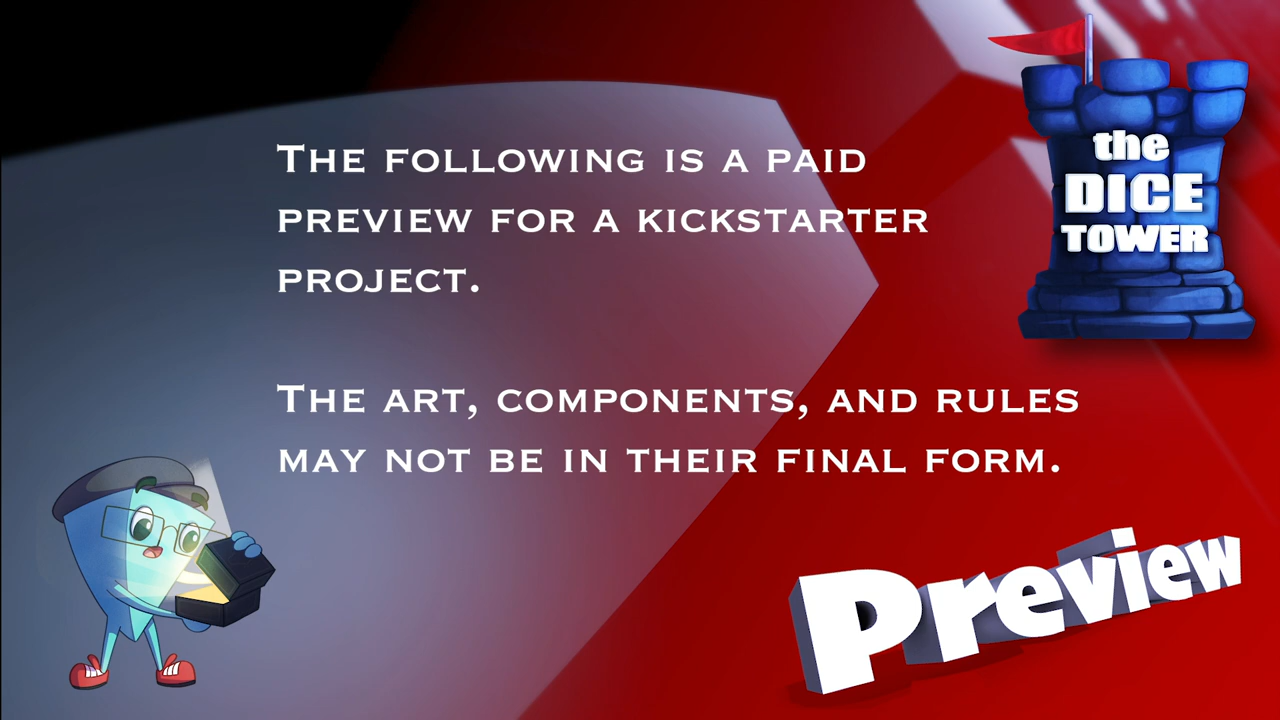 THE FOLLOWING IS A PAID
PREVIEW FOR A KICKSTARTER
PROJECT.
THE ART, COMPONENTS, AND RULES
MAY NOT BE IN THEIR FINAL FORM.
the
DICE
TOWER
Preview